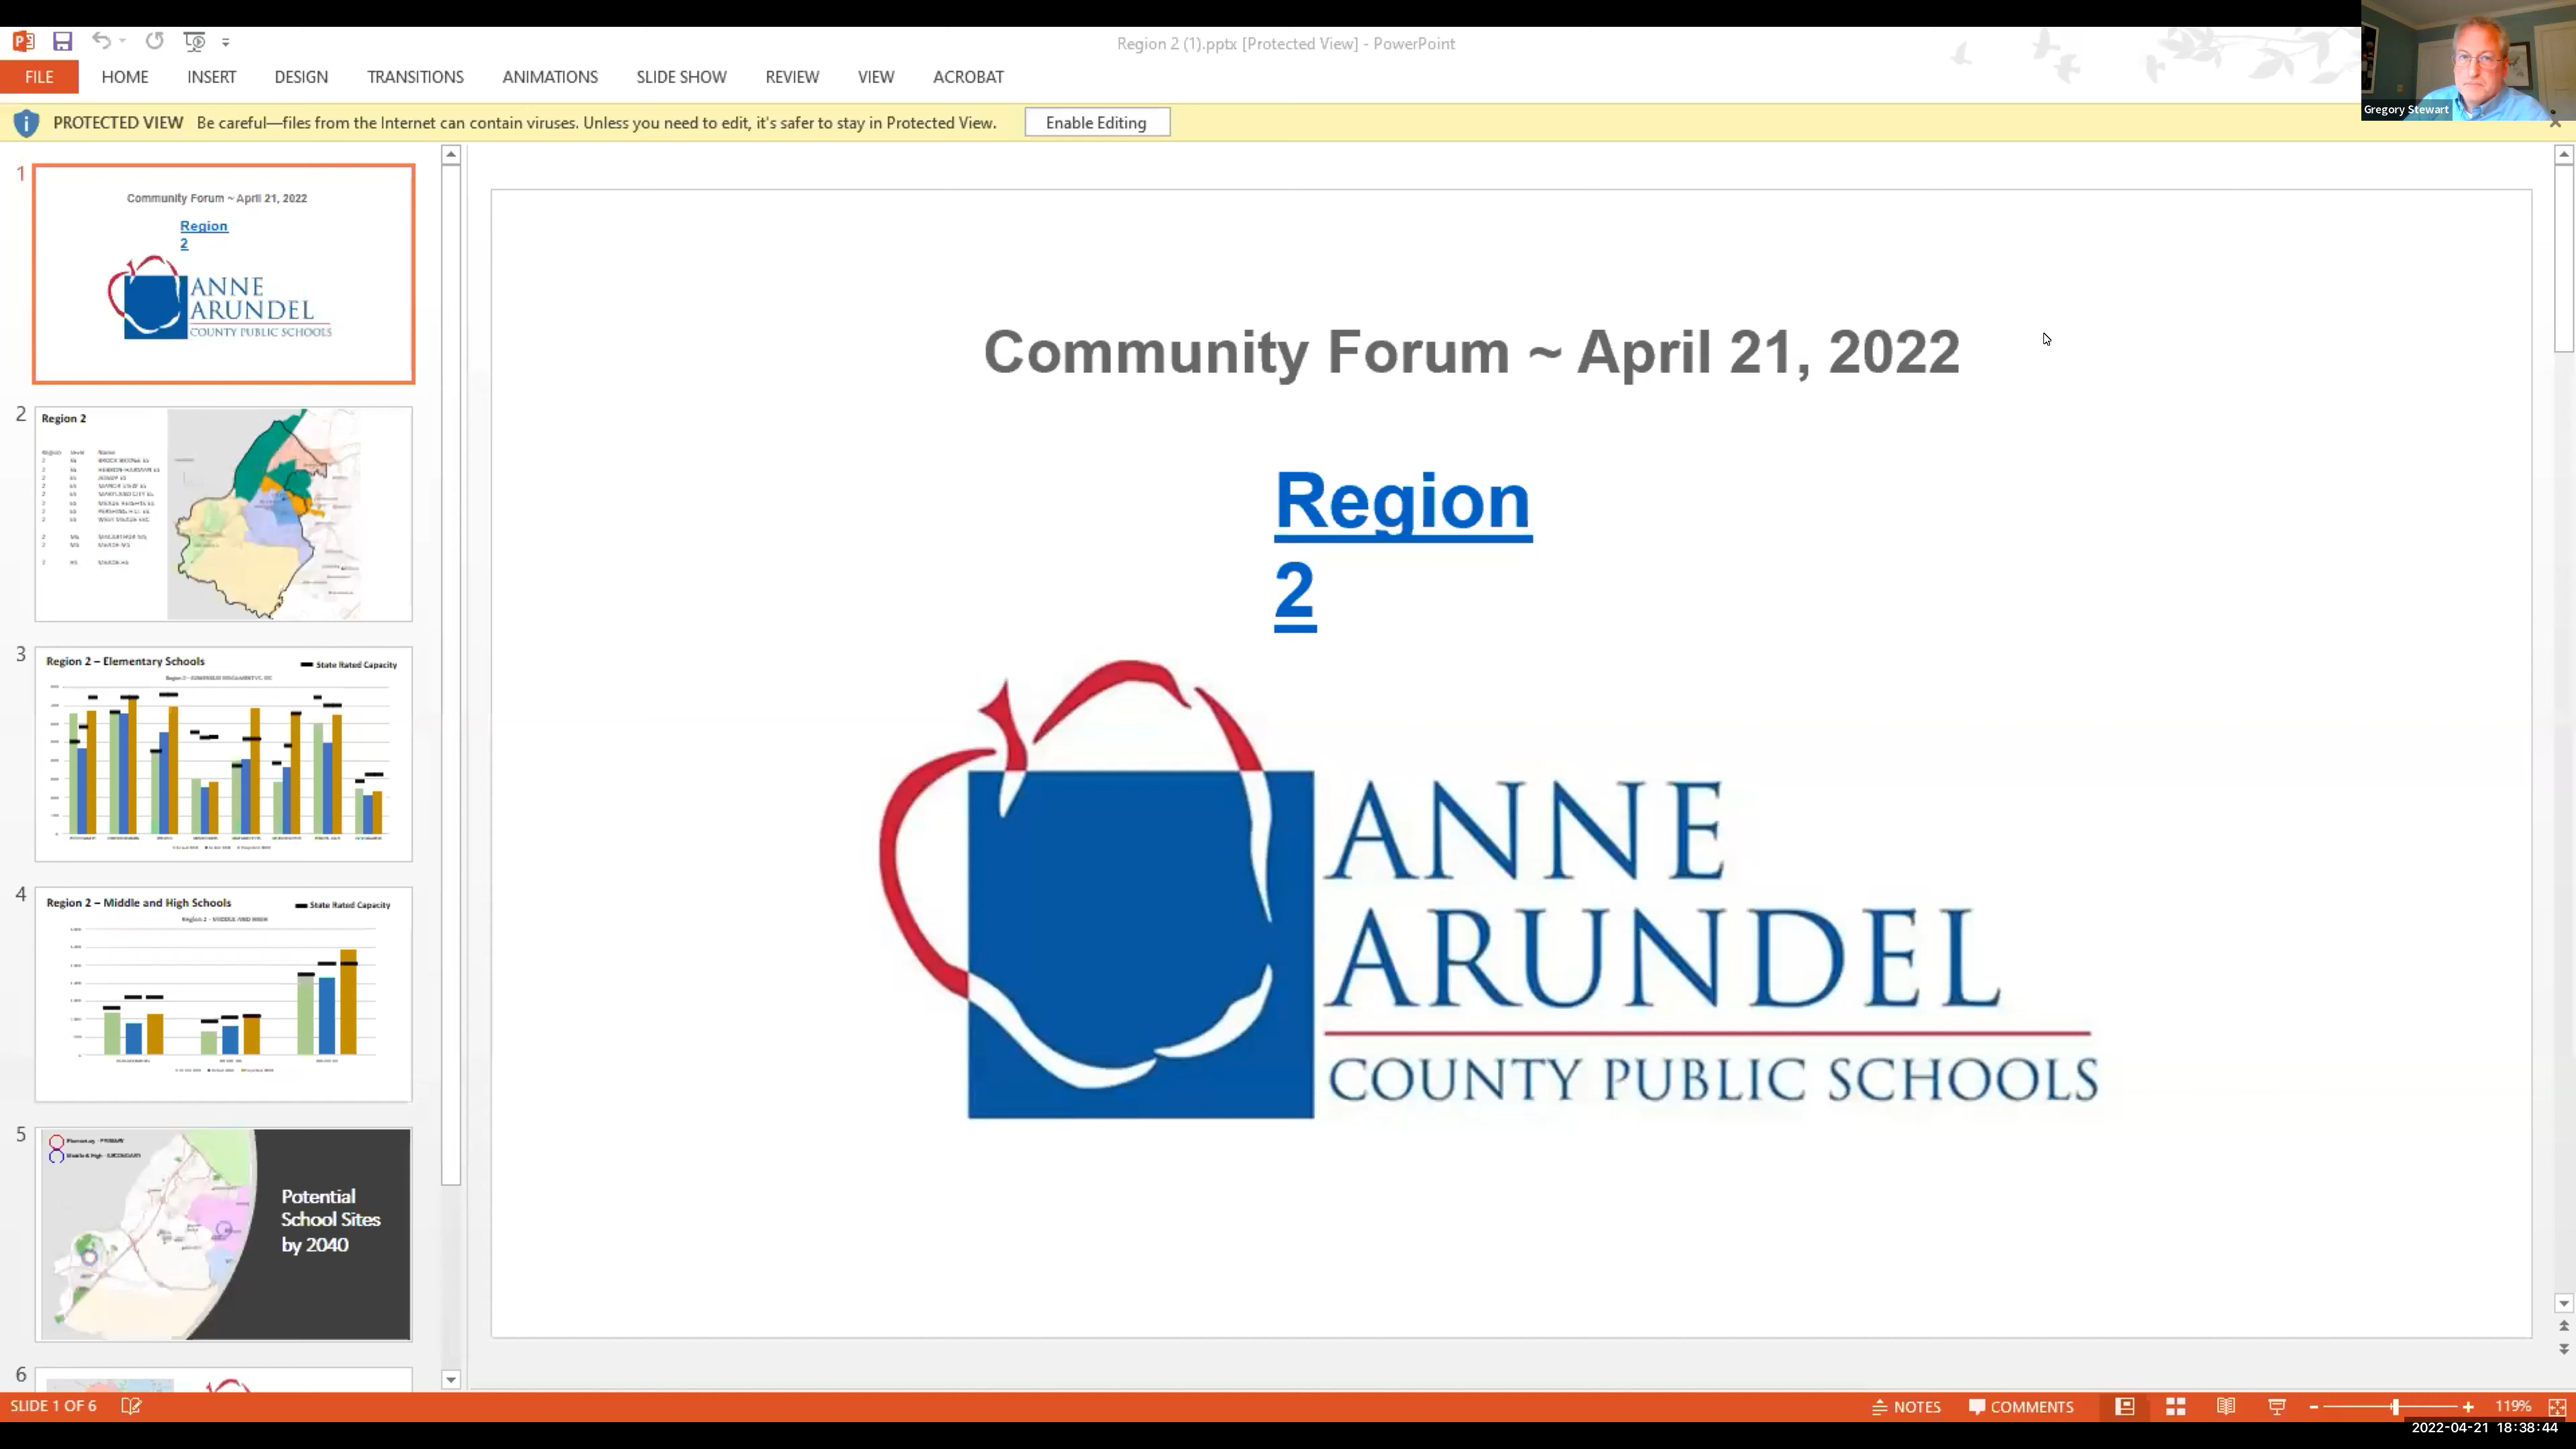 Region 2 (1).pptx [Protected View] - PowerPoint
FILE HOME INSERT DESIGN TRANSITIONS ANIMATIONS SLIDE SHOW REVIEW VIEW ACROBAT
Gregory Stewart
PROTECTED VIEW Be careful—files from the Internet can contain viruses. Unless you need to edit, it's safer to stay in Protected View. Enable Editing
1
Community Forum ~ April 21, 2022
Region
2
ANNE
ARUNDEL
COUNTY PUBLIC SCHOOLS
2
Region 2
3
Region 2 – Elementary Schools
State Rated Capacity
4
Region 2 – Middle and High Schools
State Rated Capacity
5
Potential
School Sites
by 2040
6
Community Forum ~ April 21, 2022
Region
2
ANNE
ARUNDEL
COUNTY PUBLIC SCHOOLS
SLIDE 1 OF 6 NOTES COMMENTS 119%
2022-04-21 18:38:44